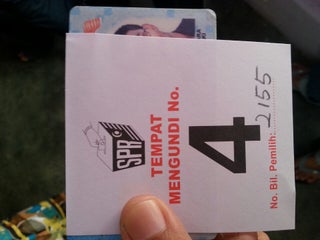 SPR
TEMPAT
MENGUNDI No.
4
No. Bil. Pemilih: 2155